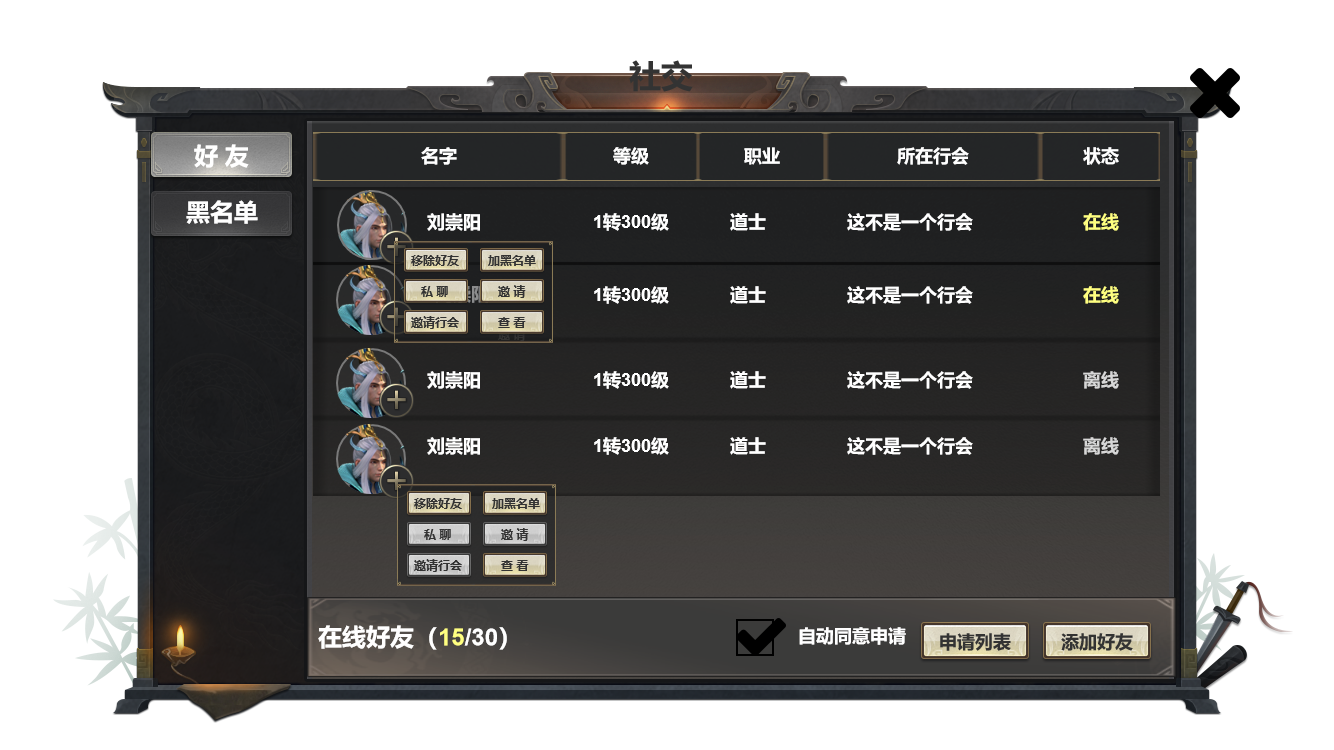 社交
好友
黑名单
名字 等级 职业 所在行会 状态
刘崇阳 1转300级 道士 这不是一个行会 在线
移除好友 加黑名单
私聊 邀请
邀请行会 查看
1转300级 道士 这不是一个行会 在线
刘崇阳 1转300级 道士 这不是一个行会 离线
刘崇阳 1转300级 道士 这不是一个行会 离线
移除好友 加黑名单
私聊 邀请
邀请行会 查看
在线好友（15/30） 自动同意申请 申请列表 添加好友